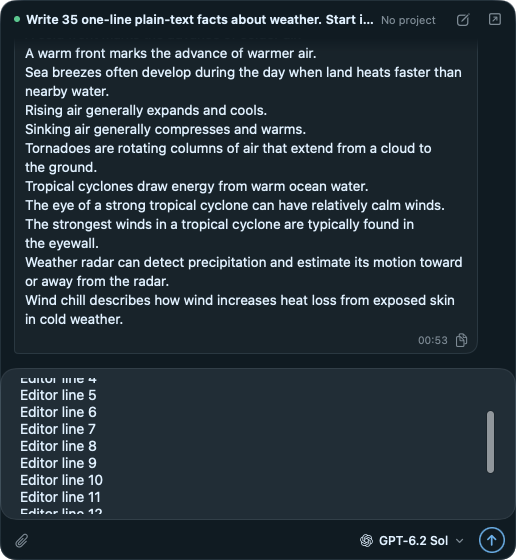 Write 35 one-line plain-text facts about weather. Start i... No project
A warm front marks the advance of warmer air.
Sea breezes often develop during the day when land heats faster than
nearby water.
Rising air generally expands and cools.
Sinking air generally compresses and warms.
Tornadoes are rotating columns of air that extend from a cloud to
the ground.
Tropical cyclones draw energy from warm ocean water.
The eye of a strong tropical cyclone can have relatively calm winds.
The strongest winds in a tropical cyclone are typically found in
the eyewall.
Weather radar can detect precipitation and estimate its motion toward
or away from the radar.
Wind chill describes how wind increases heat loss from exposed skin
in cold weather.
00:53
Editor line 4
Editor line 5
Editor line 6
Editor line 7
Editor line 8
Editor line 9
Editor line 10
Editor line 11
Editor line 12
GPT-6.2 Sol